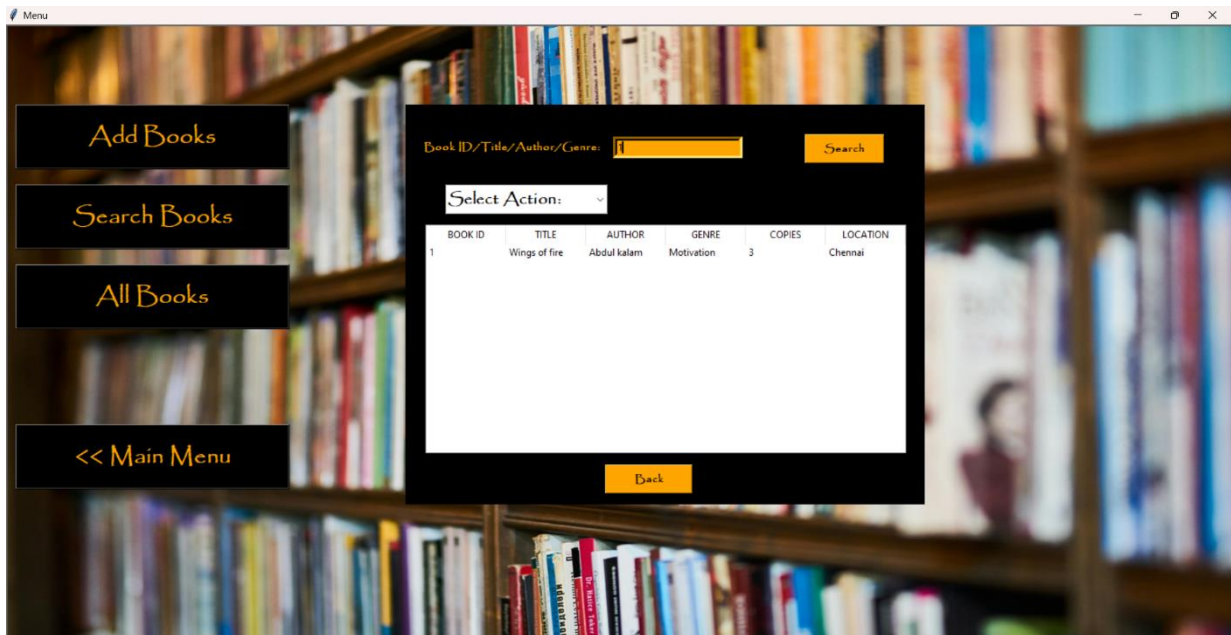 Menu
Add Books
Search Books
All Books
<< Main Menu
Book ID/Title/Author/Genre: 1 Search
Select Action:
BOOK ID TITLE AUTHOR GENRE COPIES LOCATION
1 Wings of fire Abdul kalam Motivation 3 Chennai
Back